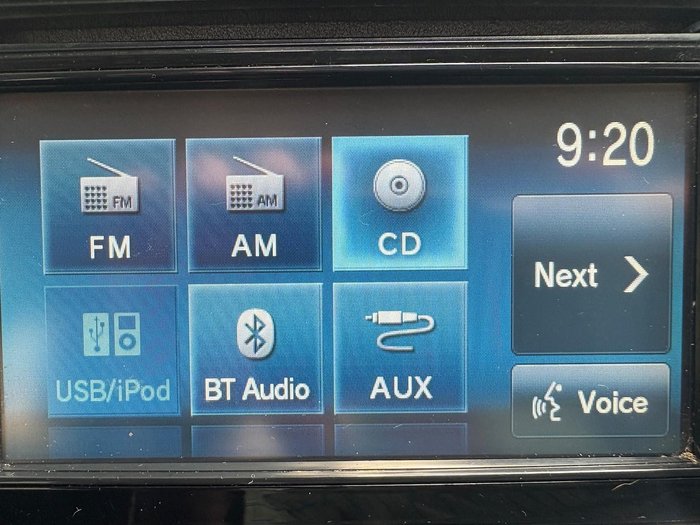 9:20
FM
FM
AM
AM
CD
Next
USB/iPod
BT Audio
AUX
Voice